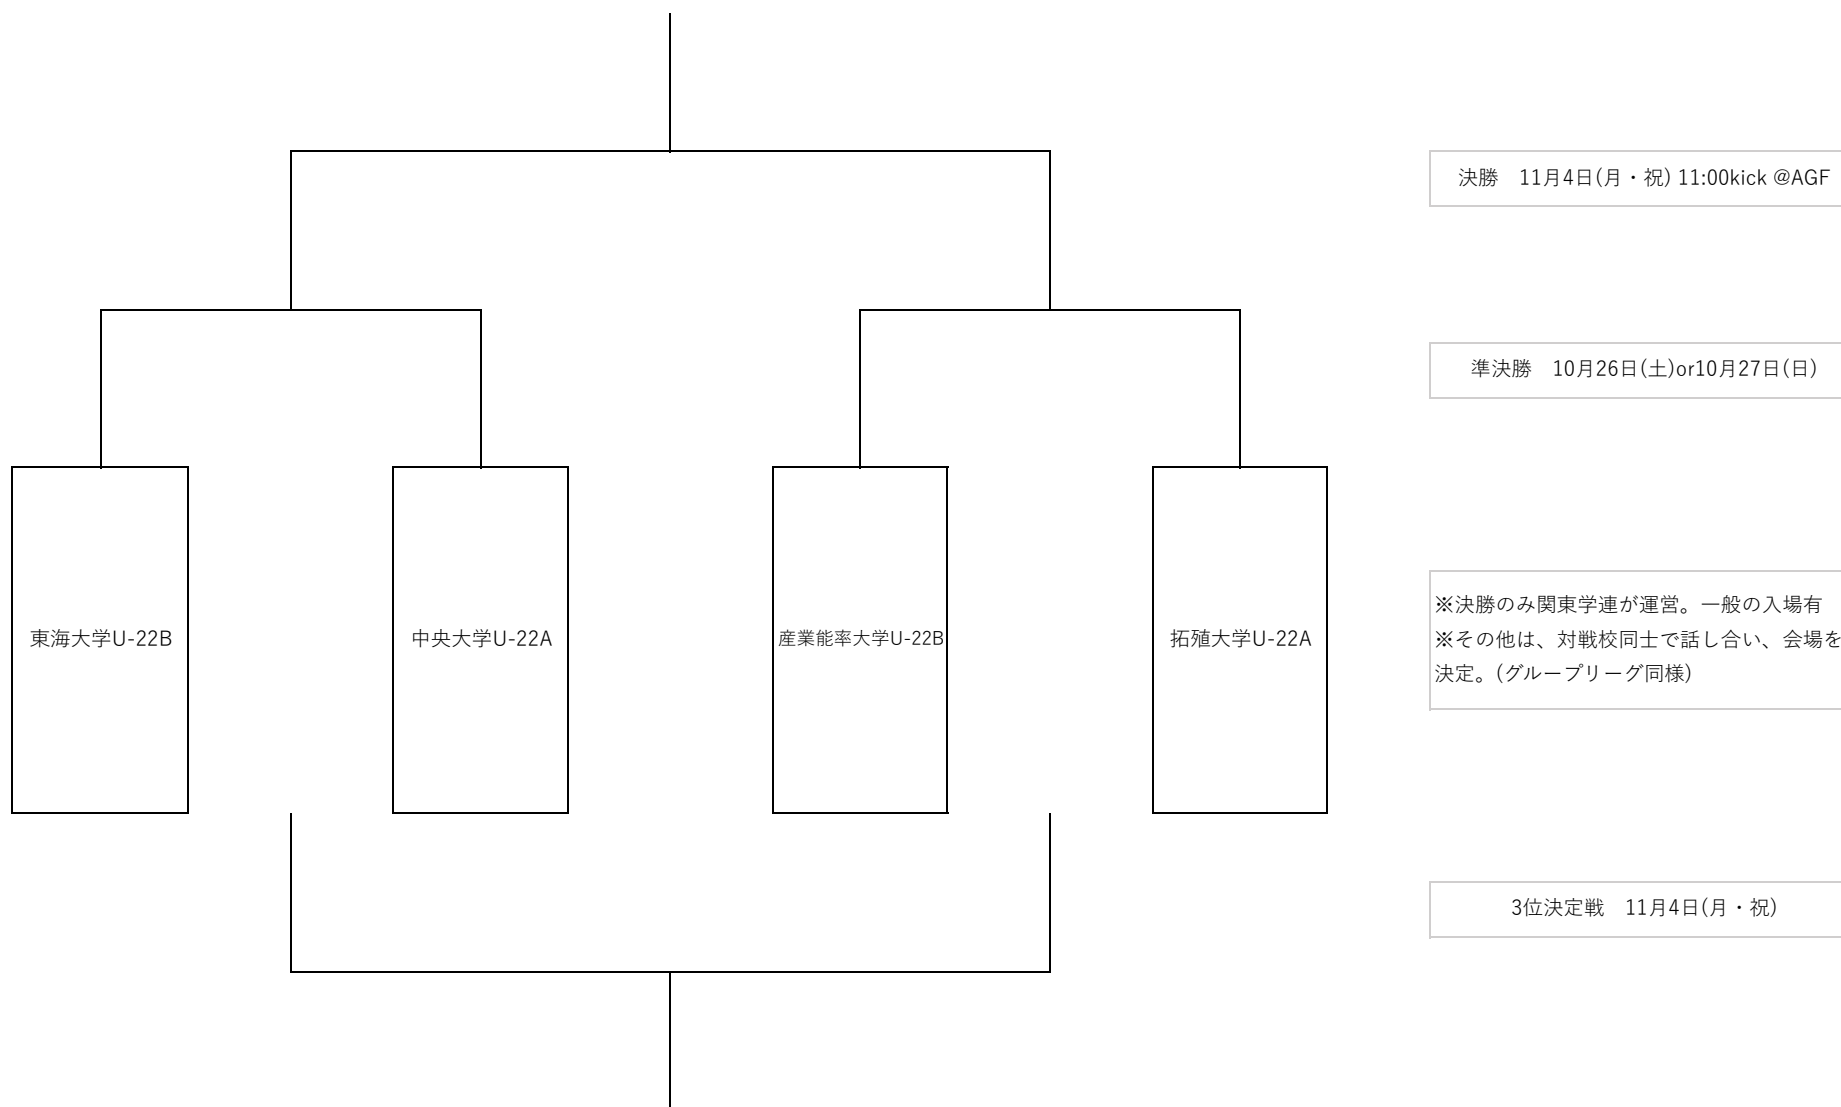 決勝　11月4日(月・祝) 11:00kick @AGF
準決勝　10月26日(土)or10月27日(日)
東海大学U-22B
中央大学U-22A
産業能率大学U-22B
拓殖大学U-22A
※決勝のみ関東学連が運営。一般の入場有
※その他は、対戦校同士で話し合い、会場を
決定。(グループリーグ同様)
3位決定戦　11月4日(月・祝)